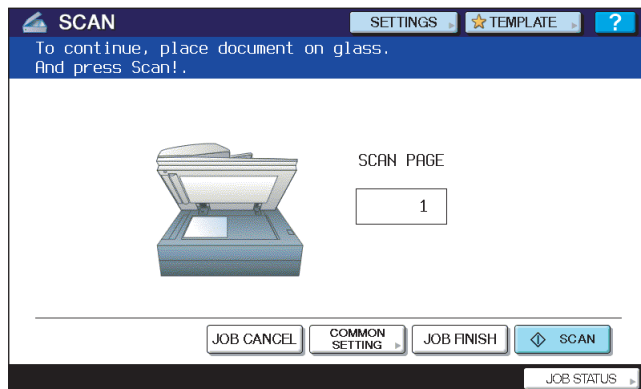 SCAN
SETTINGS
TEMPLATE
?
To continue, place document on glass.
And press Scan!.
SCAN PAGE
1
JOB CANCEL
COMMON
SETTING
JOB FINISH
SCAN
JOB STATUS